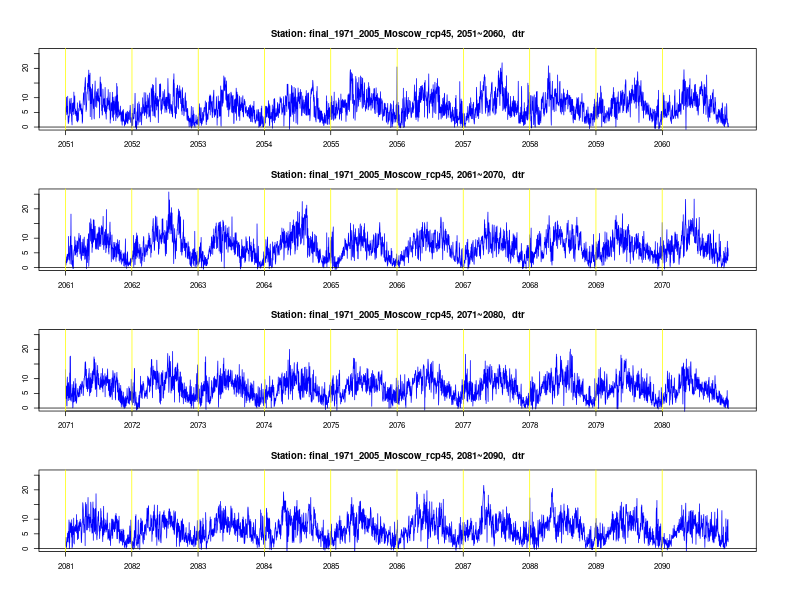 Station: final_1971_2005_Moscow_rcp45, 2051~2060, dtr
20
10
5
0
2051 2052 2053 2054 2055 2056 2057 2058 2059 2060
Station: final_1971_2005_Moscow_rcp45, 2061~2070, dtr
20
10
5
0
2061 2062 2063 2064 2065 2066 2067 2068 2069 2070
Station: final_1971_2005_Moscow_rcp45, 2071~2080, dtr
20
10
5
0
2071 2072 2073 2074 2075 2076 2077 2078 2079 2080
Station: final_1971_2005_Moscow_rcp45, 2081~2090, dtr
20
10
5
0
2081 2082 2083 2084 2085 2086 2087 2088 2089 2090